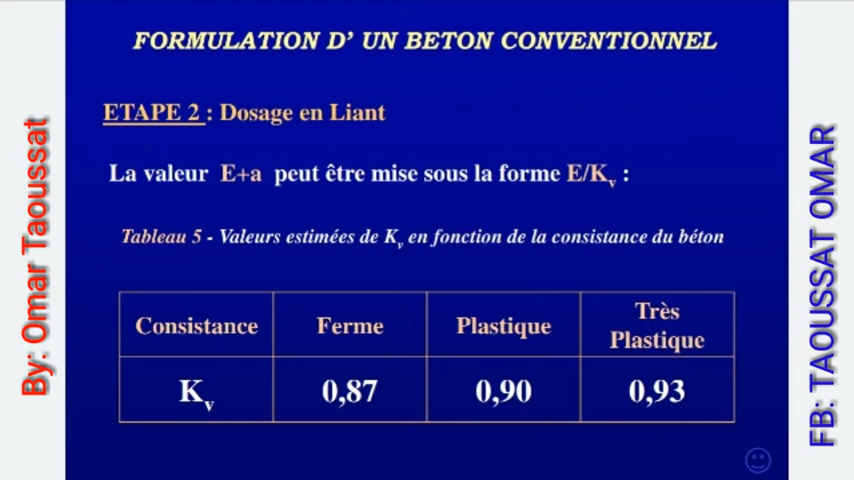 FORMULATION D’ UN BETON CONVENTIONNEL
ETAPE 2 : Dosage en Liant
La valeur E+a peut être mise sous la forme E/Kv :
Tableau 5 - Valeurs estimées de Kv en fonction de la consistance du béton
Consistance Ferme Plastique Très Plastique
Kv 0,87 0,90 0,93
By: Omar Taoussat
FB: TAOUSSAT OMAR